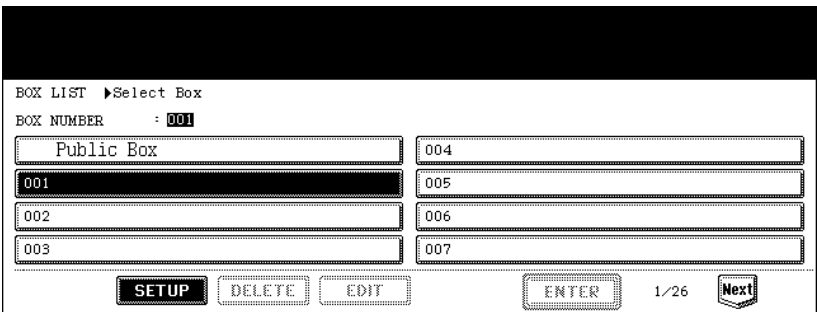 BOX LIST ▶Select Box
BOX NUMBER : 001
Public Box
001
002
003
004
005
006
007
SETUP DELETE EDIT ENTER 1/26 Next